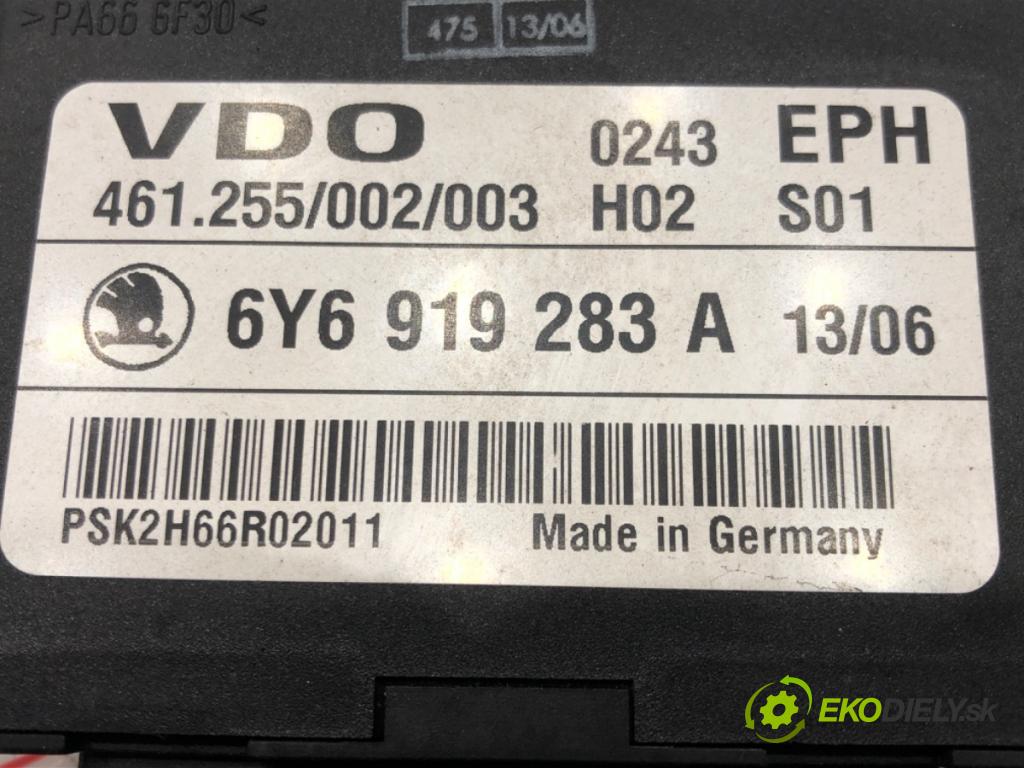 >PA66 GF30<
475 13/06
VDO 0243 EPH
461.255/002/003 H02 S01
6Y6 919 283 A 13/06
PSK2H66R02011 Made in Germany
EKODIELY.sk